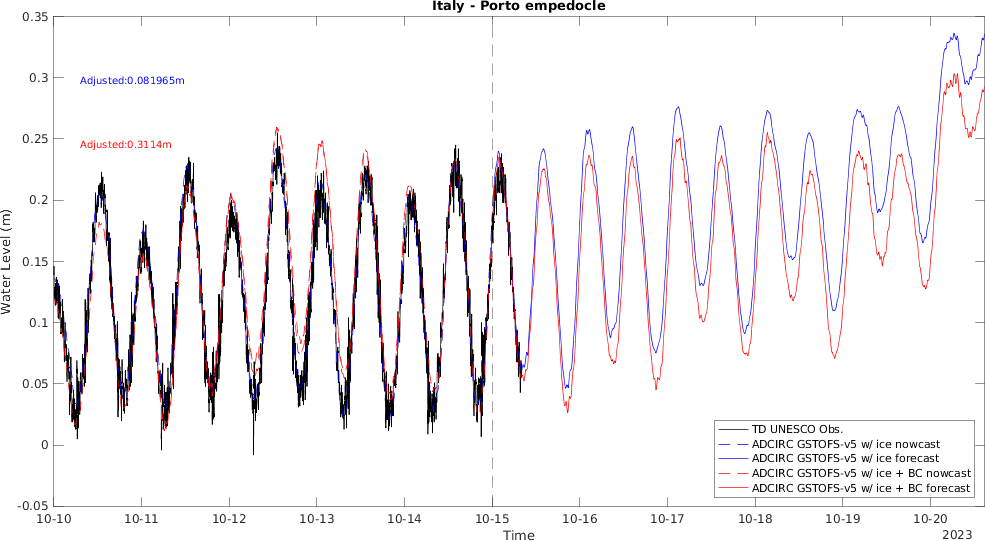 Italy - Porto empedocle
0.35
0.3
0.25
0.2
0.15
0.1
0.05
0
-0.05
Water Level (m)
Adjusted:0.081965m
Adjusted:0.3114m
TD UNESCO Obs.
ADCIRC GSTOFS-v5 w/ ice nowcast
ADCIRC GSTOFS-v5 w/ ice forecast
ADCIRC GSTOFS-v5 w/ ice + BC nowcast
ADCIRC GSTOFS-v5 w/ ice + BC forecast
10-10 10-11 10-12 10-13 10-14 10-15 10-16 10-17 10-18 10-19 10-20
Time
2023